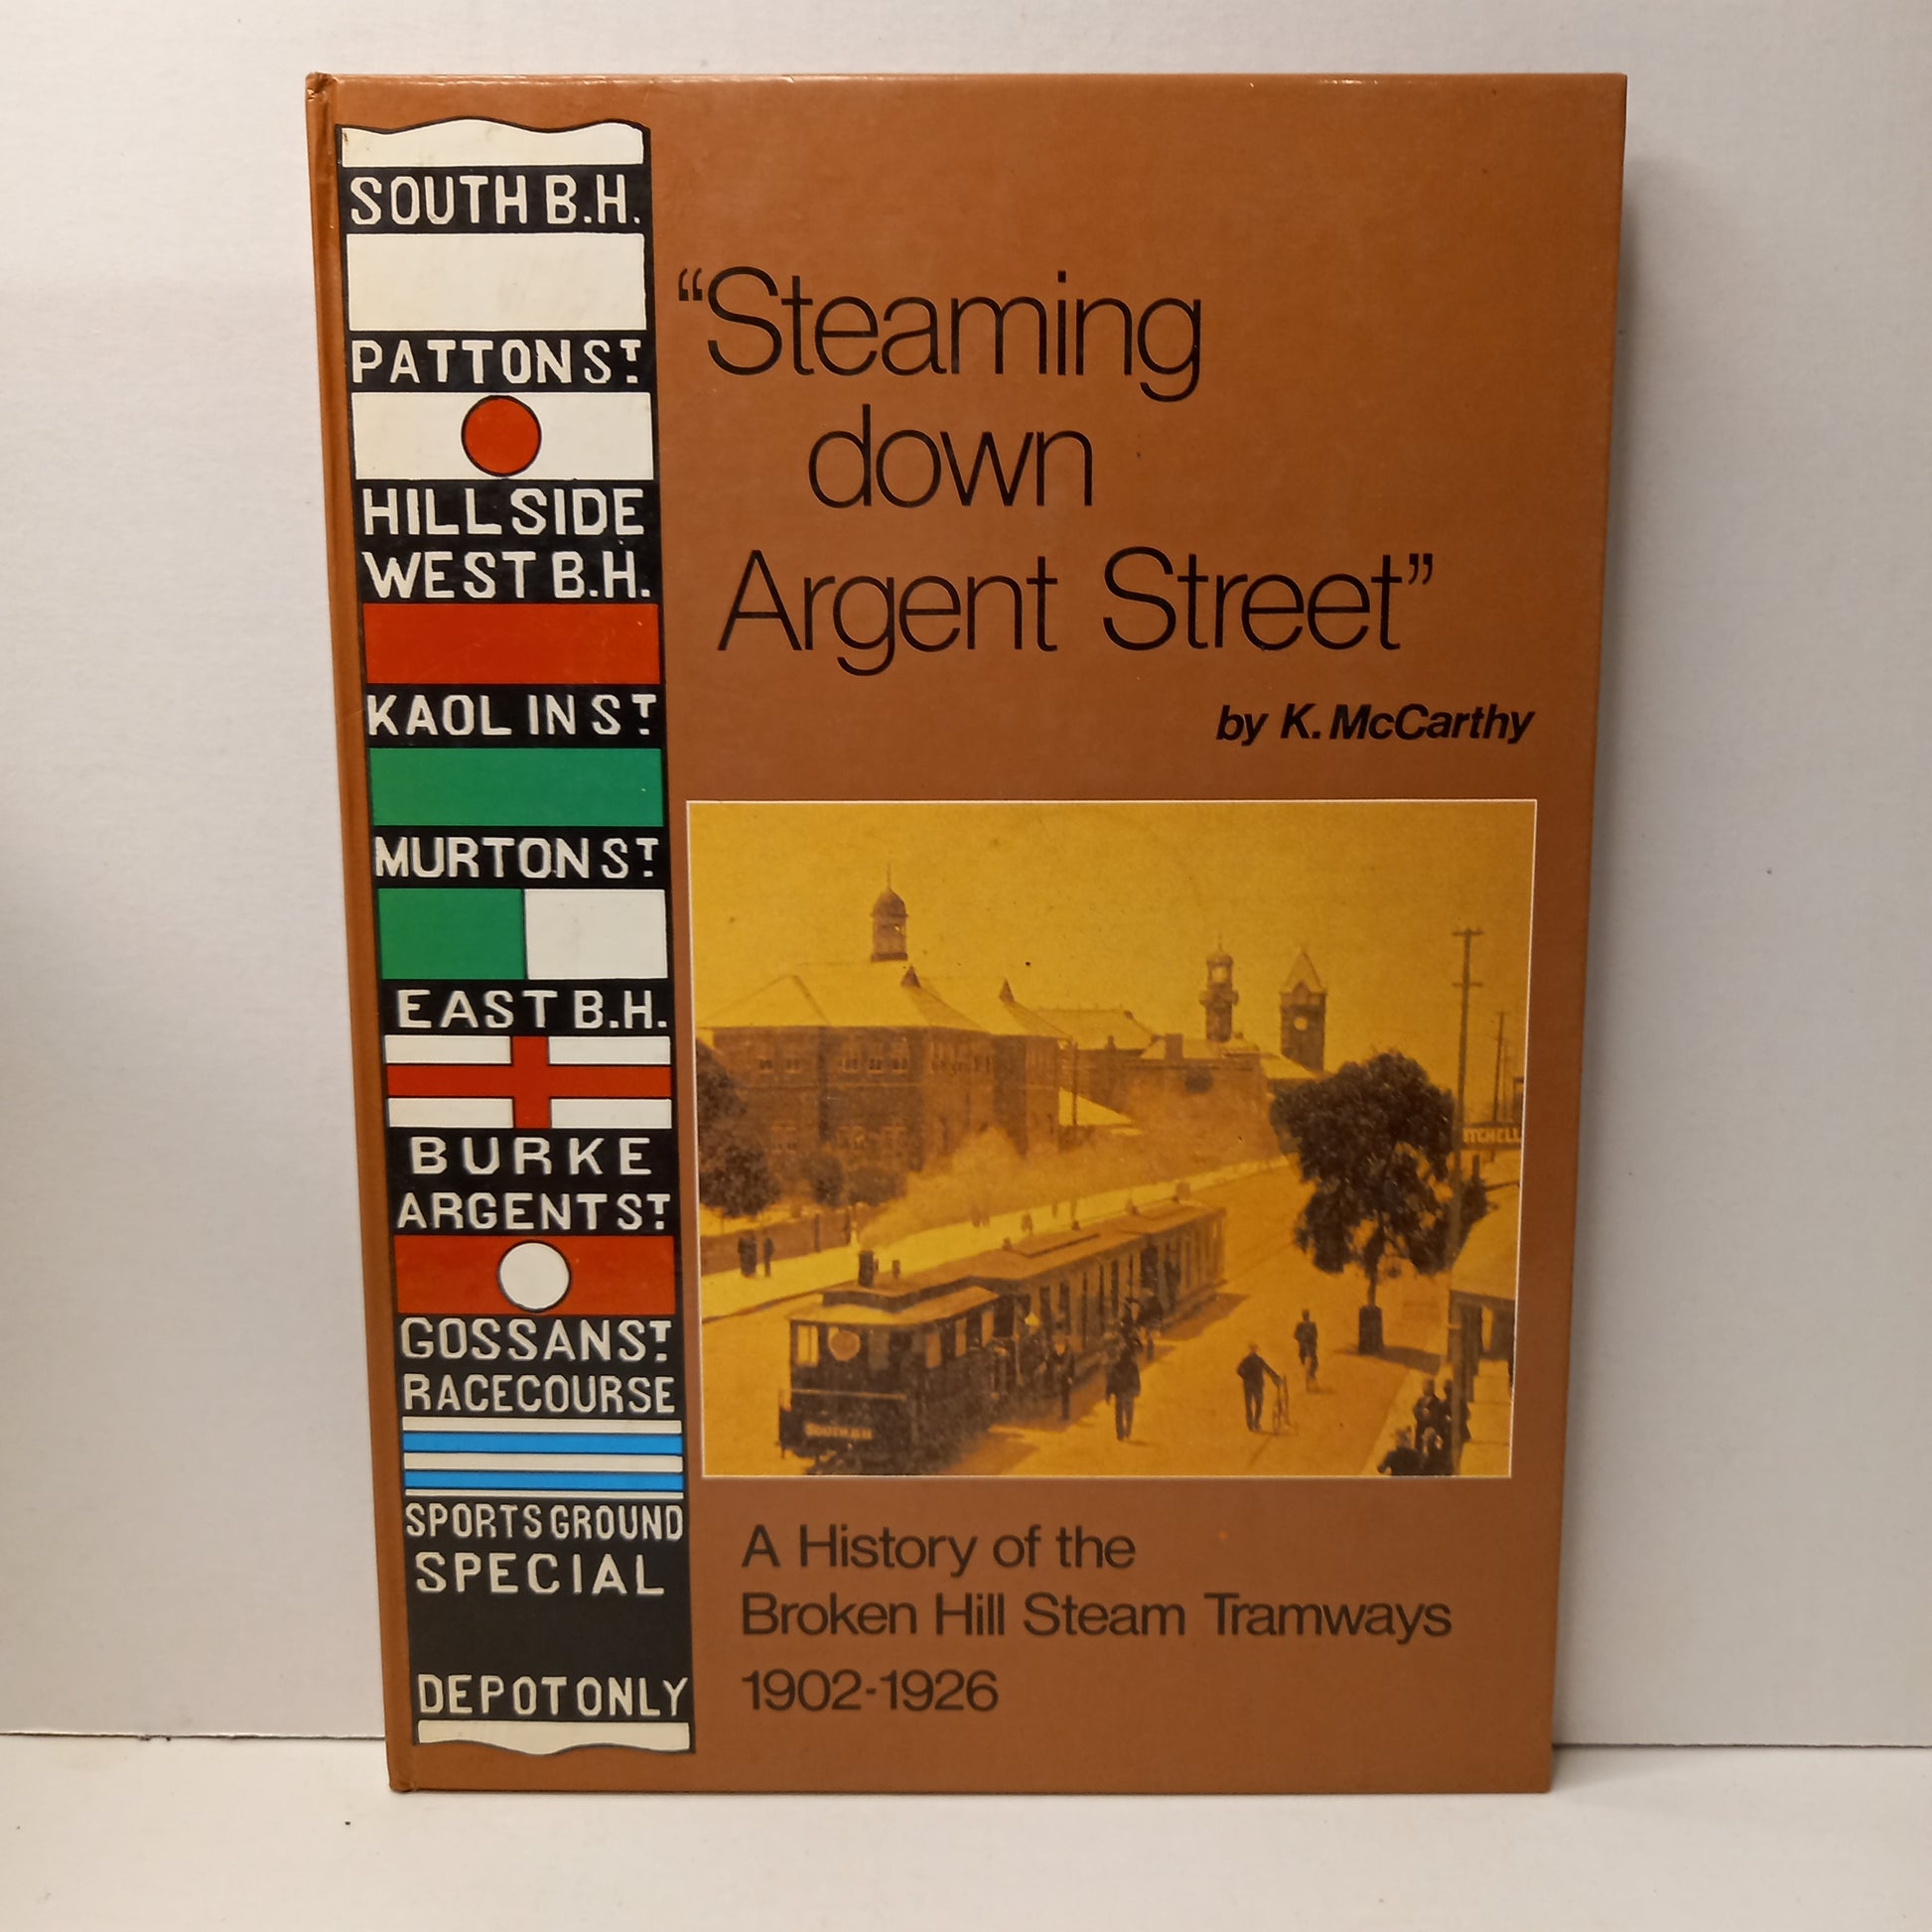 SOUTH B.H.
PATTON ST
HILLSIDE
WEST B.H.
KAOLIN ST
MURTON ST
EAST B.H.
BURKE
ARGENT ST
GOSSAN ST
RACECOURSE
SPORTS GROUND
SPECIAL
DEPOT ONLY
“Steaming
down
Argent Street”
by K. McCarthy
A History of the
Broken Hill Steam Tramways
1902-1926